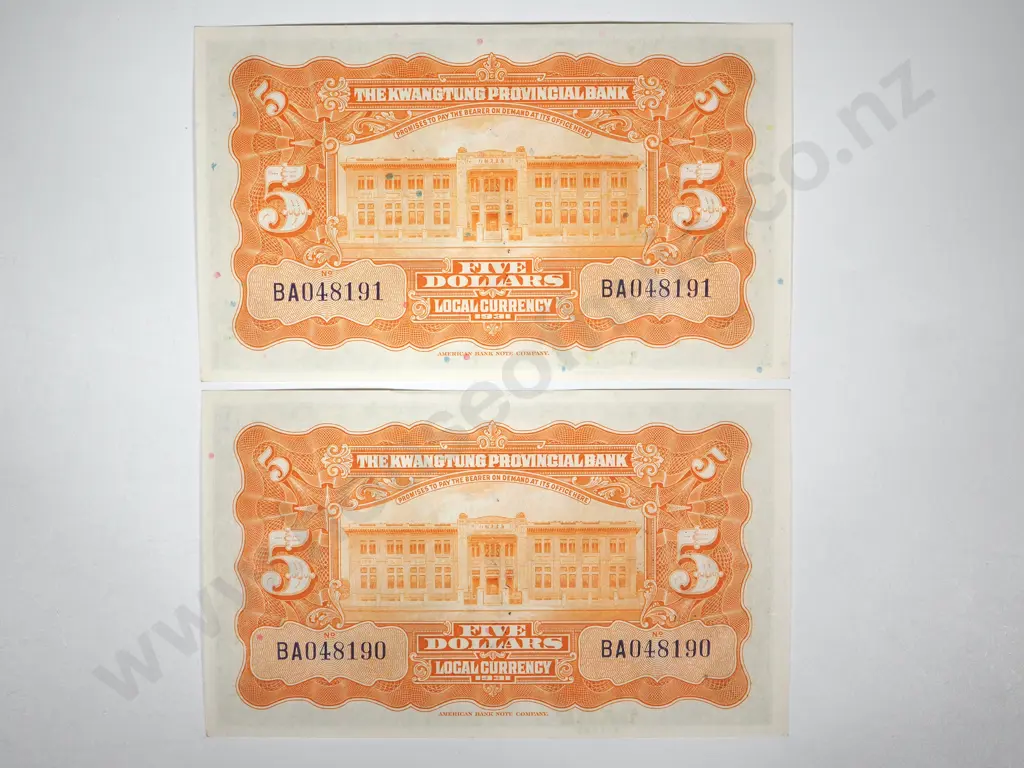 5 5
THE KWANGTUNG PROVINCIAL BANK
PROMISES TO PAY THE BEARER ON DEMAND AT ITS OFFICE HERE
5 5
FIVE
DOLLARS
Nº Nº
BA048191 BA048191
LOCAL CURRENCY
1931
AMERICAN BANK NOTE COMPANY.
5 5
THE KWANGTUNG PROVINCIAL BANK
PROMISES TO PAY THE BEARER ON DEMAND AT ITS OFFICE HERE
5 5
FIVE
DOLLARS
Nº Nº
BA048190 BA048190
LOCAL CURRENCY
1931
AMERICAN BANK NOTE COMPANY.